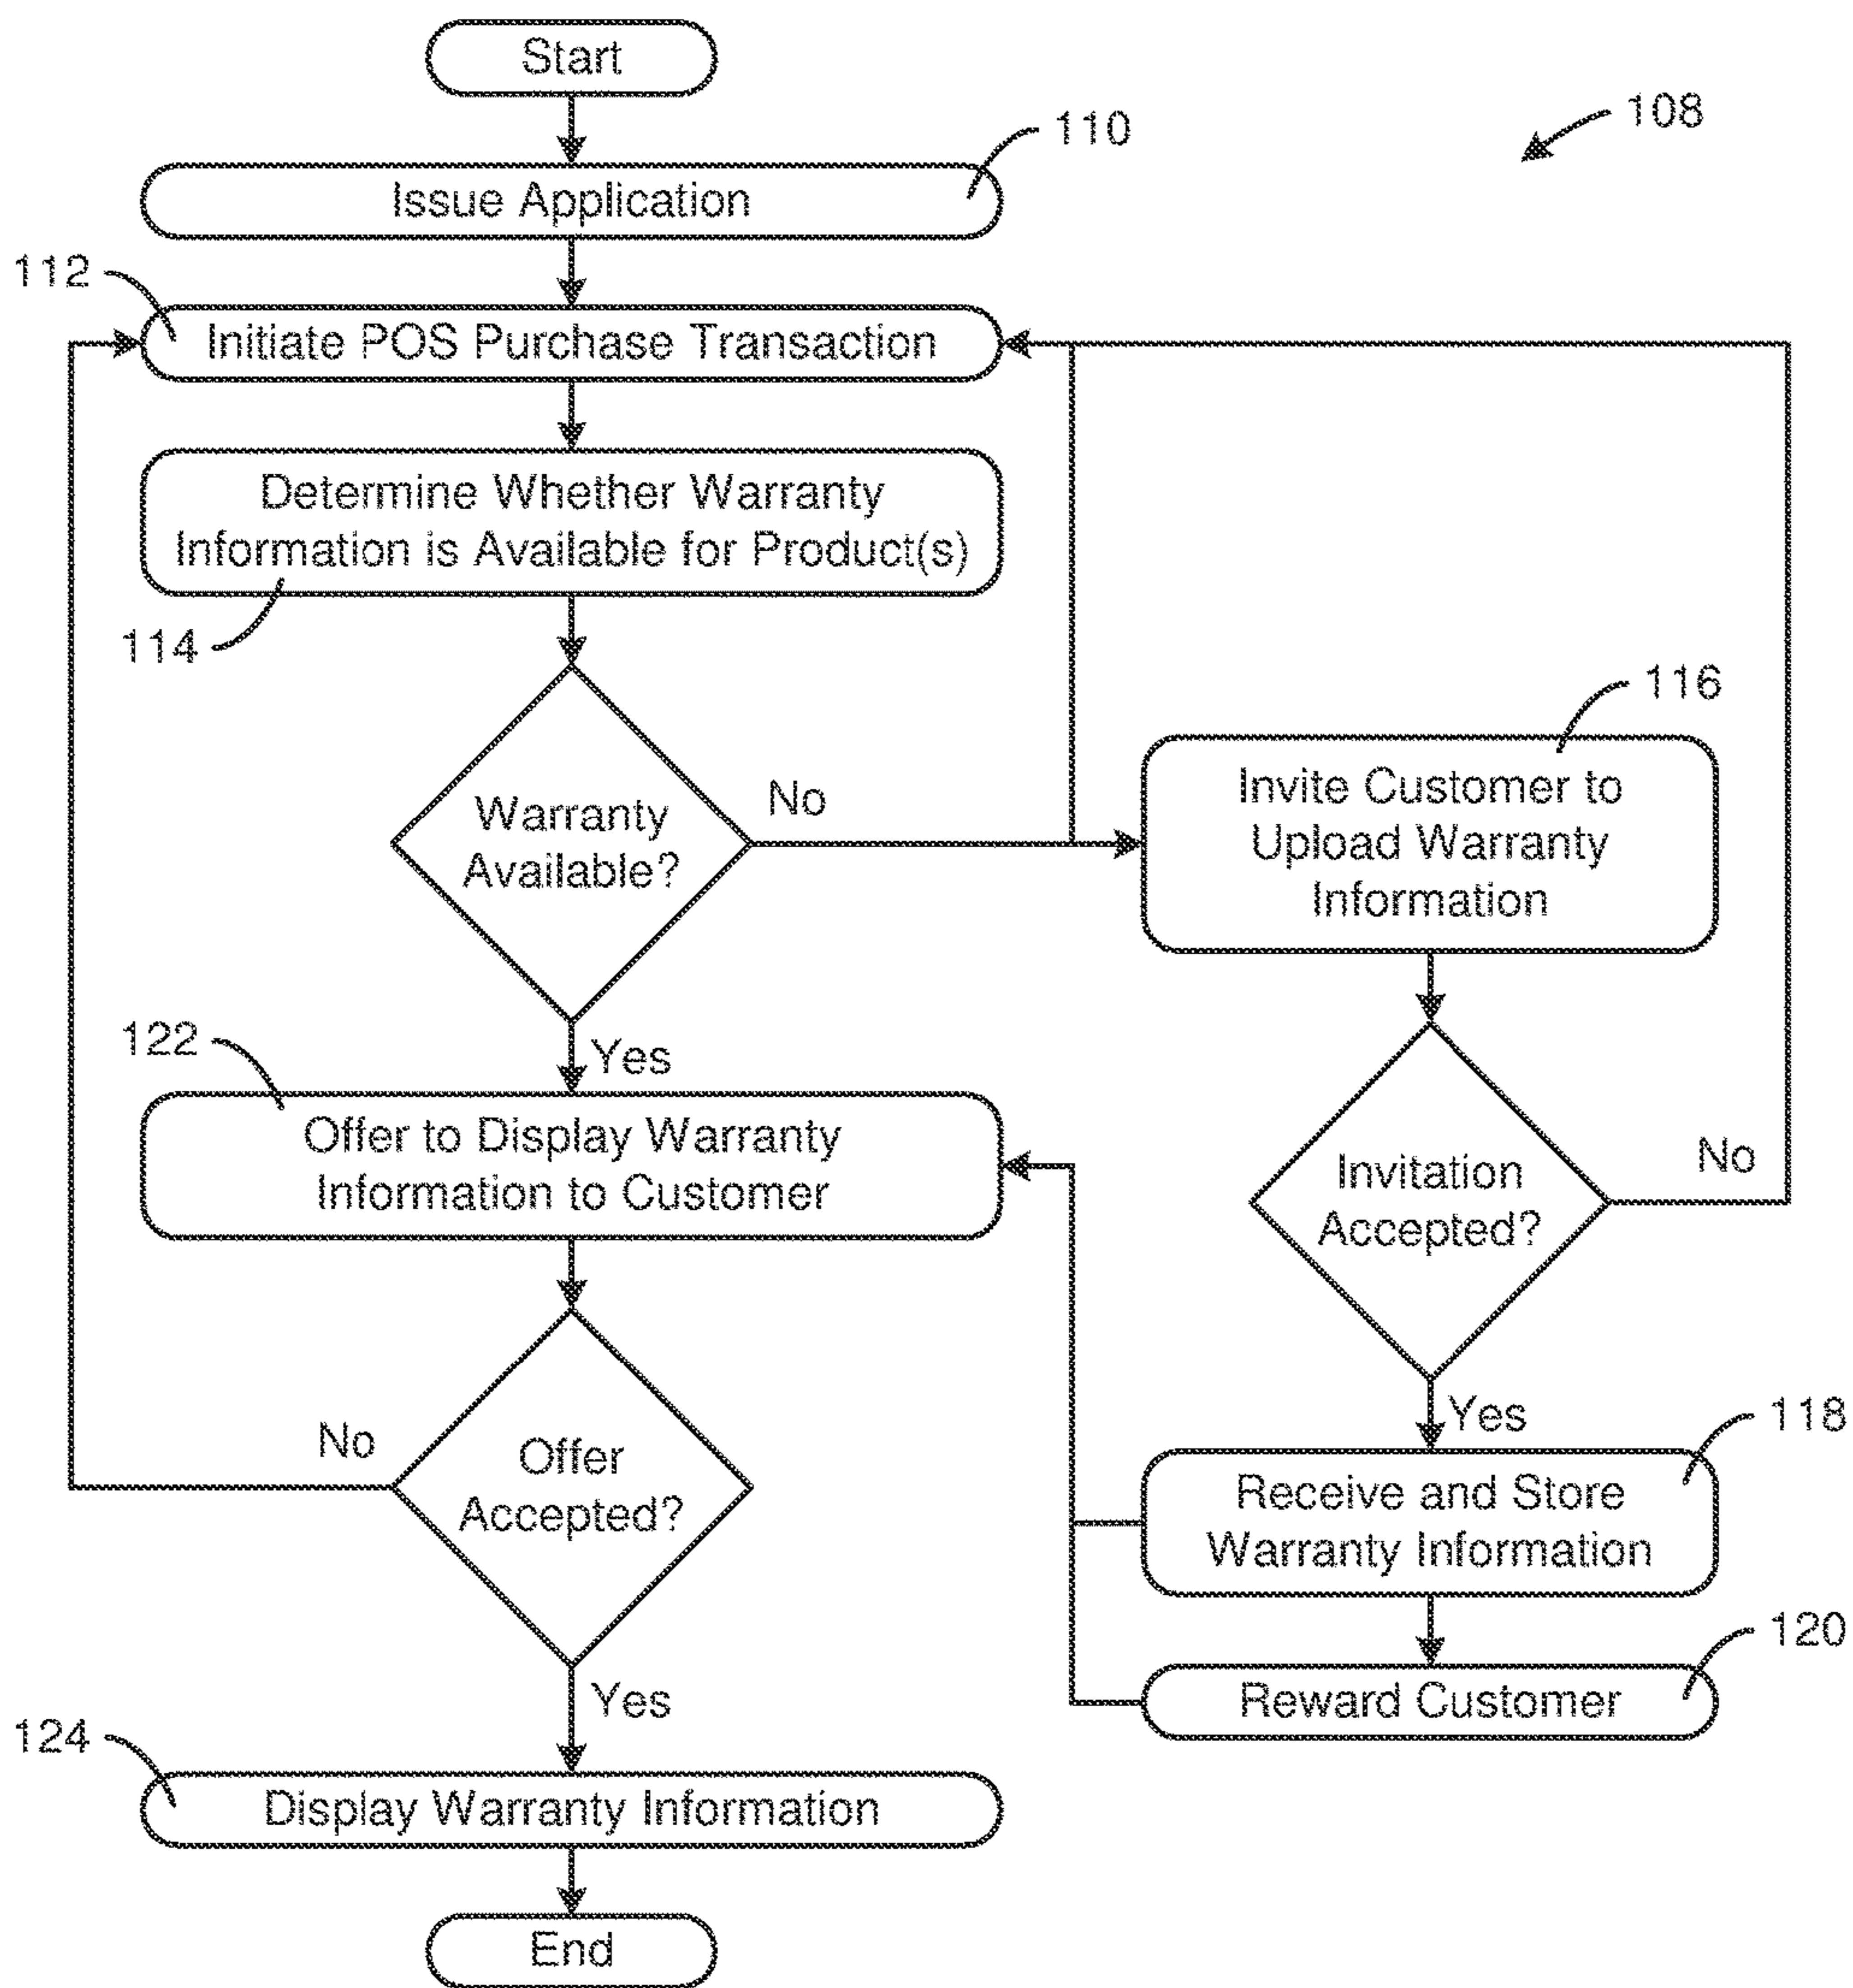 Start
108
110
Issue Application
112
Initiate POS Purchase Transaction
Determine Whether Warranty
Information is Available for Product(s)
114
Warranty
Available?
No
116
Invite Customer to
Upload Warranty
Information
Yes
122
Offer to Display Warranty
Information to Customer
Invitation
Accepted?
No
Yes
Offer
Accepted?
No
118
Receive and Store
Warranty Information
120
Reward Customer
Yes
124
Display Warranty Information
End